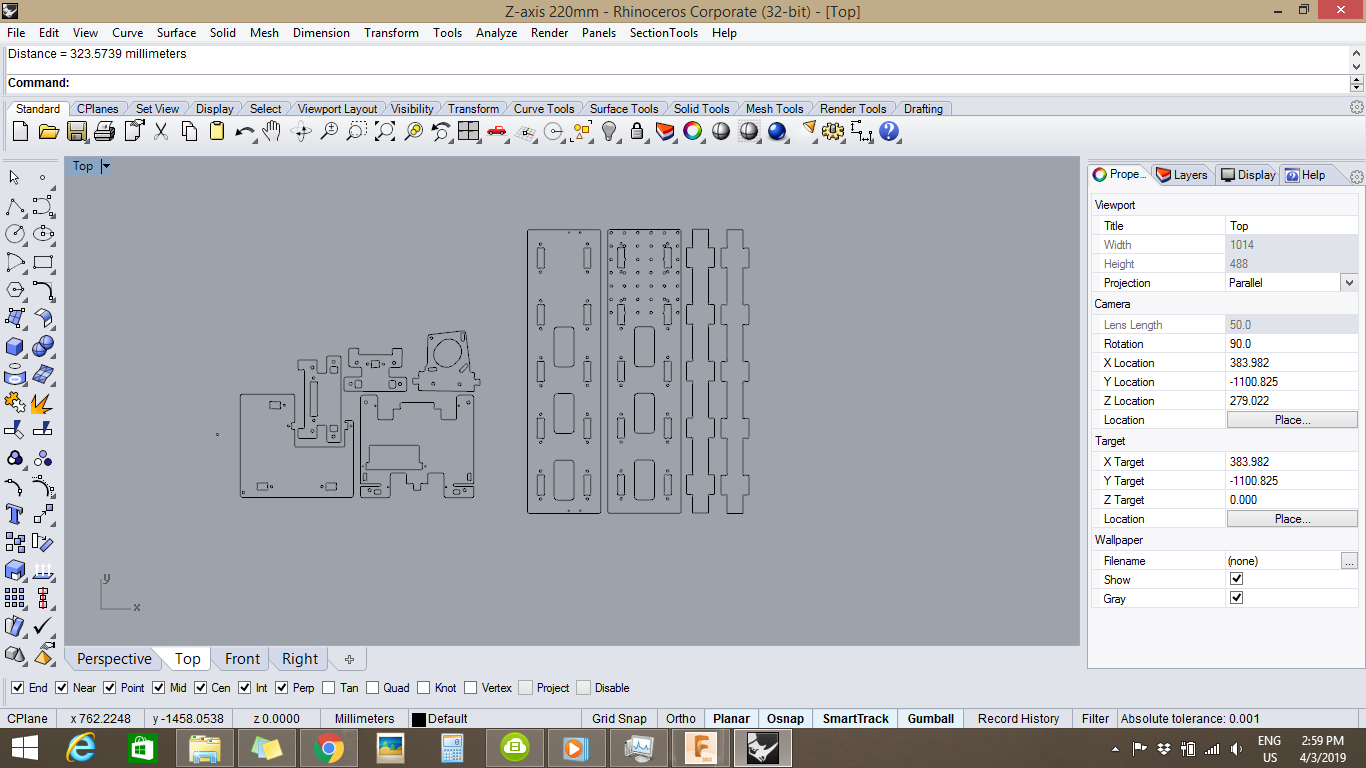 Z-axis 220mm - Rhinoceros Corporate (32-bit) - [Top]
File Edit View Curve Surface Solid Mesh Dimension Transform Tools Analyze Render Panels SectionTools Help
Distance = 323.5739 millimeters
Command:
Standard CPlanes Set View Display Select Viewport Layout Visibility Transform Curve Tools Surface Tools Solid Tools Mesh Tools Render Tools Drafting
Top
Prope... Layers Display Help
Viewport
Title Top
Width 1014
Height 488
Projection Parallel
Camera
Lens Length 50.0
Rotation 90.0
X Location 383.982
Y Location -1100.825
Z Location 279.022
Location Place...
Target
X Target 383.982
Y Target -1100.825
Z Target 0.000
Location Place...
Wallpaper
Filename (none) ...
Show
Gray
y
x
Perspective Top Front Right
End Near Point Mid Cen Int Perp Tan Quad Knot Vertex Project Disable
CPlane x 762.2248 y -1458.0538 z 0.0000 Millimeters Default Grid Snap Ortho Planar Osnap SmartTrack Gumball Record History Filter Absolute tolerance: 0.001
360
ENG 2:59 PM
US 4/3/2019